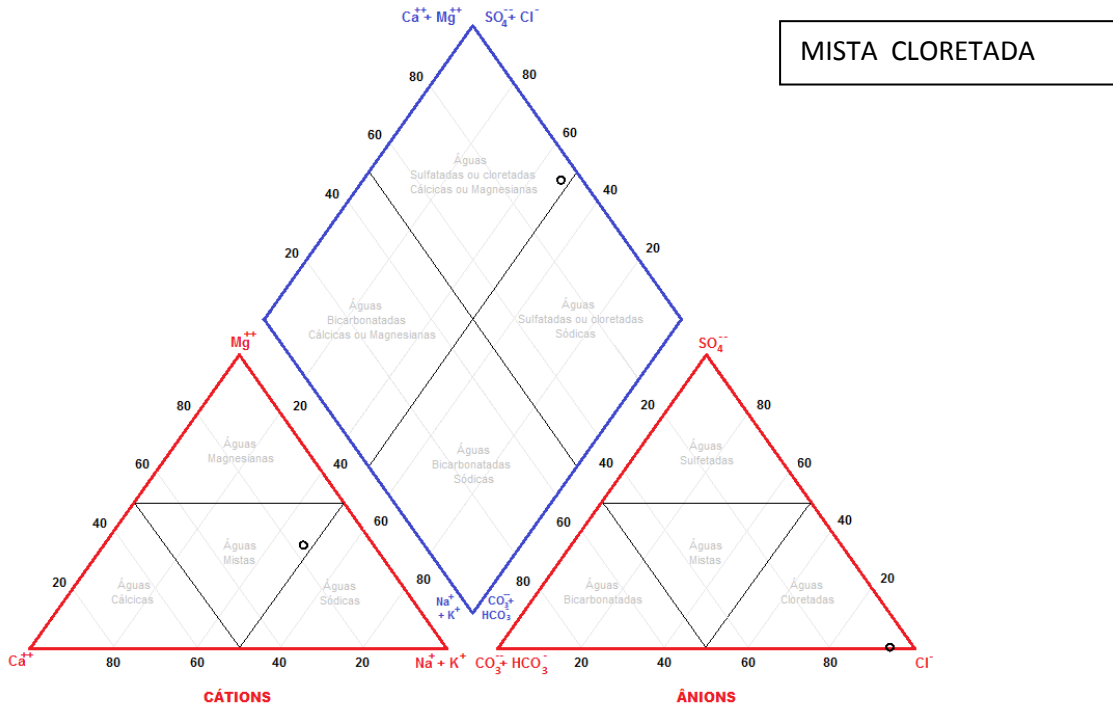 MISTA CLORETADA
Ca⁺⁺ + Mg⁺⁺
SO₄⁻⁻ + Cl⁻
80
80
60
60
40
40
20
20
Águas
Sulfatadas ou cloretadas
Cálcicas ou Magnesianas
Águas
Bicarbonatadas
Cálcicas ou Magnesianas
Águas
Sulfatadas ou cloretadas
Sódicas
Águas
Bicarbonatadas
Sódicas
Na⁺
+ K⁺
CO₃⁻⁻+
HCO₃⁻
Mg⁺⁺
80
20
60
40
40
60
20
80
Águas
Magnesianas
Águas
Mistas
Águas
Cálcicas
Águas
Sódicas
Ca⁺⁺
80
60
40
20
Na⁺ + K⁺
CÁTIONS
SO₄⁻⁻
20
80
40
60
60
40
80
20
Águas
Sulfetadas
Águas
Mistas
Águas
Bicarbonatadas
Águas
Cloretadas
CO₃⁻⁻+ HCO₃⁻
20
40
60
80
Cl⁻
ÂNIONS